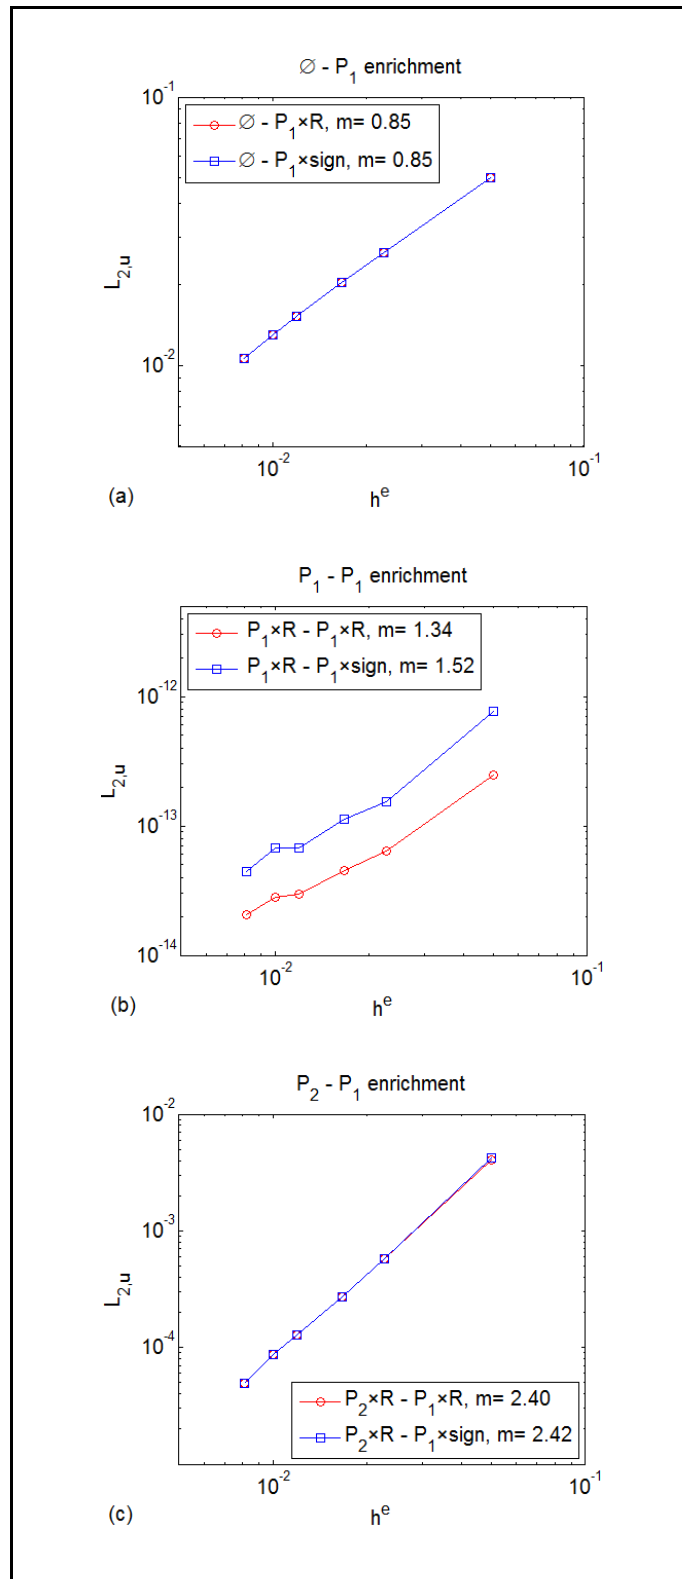 ∅ - P₁ enrichment
10⁻¹
∅ - P₁×R, m= 0.85
∅ - P₁×sign, m= 0.85
L₂,ᵤ
10⁻²
10⁻² 10⁻¹
(a) hᵉ
P₁ - P₁ enrichment
P₁×R - P₁×R, m= 1.34
P₁×R - P₁×sign, m= 1.52
10⁻¹²
L₂,ᵤ
10⁻¹³
10⁻¹⁴
10⁻² 10⁻¹
(b) hᵉ
P₂ - P₁ enrichment
10⁻²
10⁻³
L₂,ᵤ
10⁻⁴
P₂×R - P₁×R, m= 2.40
P₂×R - P₁×sign, m= 2.42
10⁻² 10⁻¹
(c) hᵉ